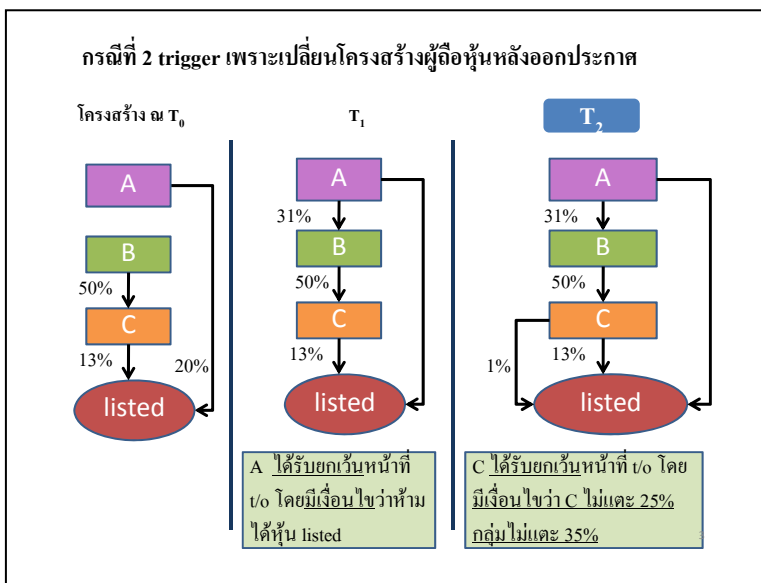 กรณีที่ 2 trigger เพราะเปลี่ยนโครงสร้างผู้ถือหุ้นหลังออกประกาศ
โครงสร้าง ณ T0
A
B
50%
C
13%
20%
listed
T1
A
31%
B
50%
C
13%
listed
A ได้รับยกเว้นหน้าที่
t/o โดยมีเงื่อนไขว่าห้าม
ได้หุ้น listed
T2
A
31%
B
50%
C
1%
13%
listed
C ได้รับยกเว้นหน้าที่ t/o โดย
มีเงื่อนไขว่า C ไม่แตะ 25%
กลุ่มไม่แตะ 35%